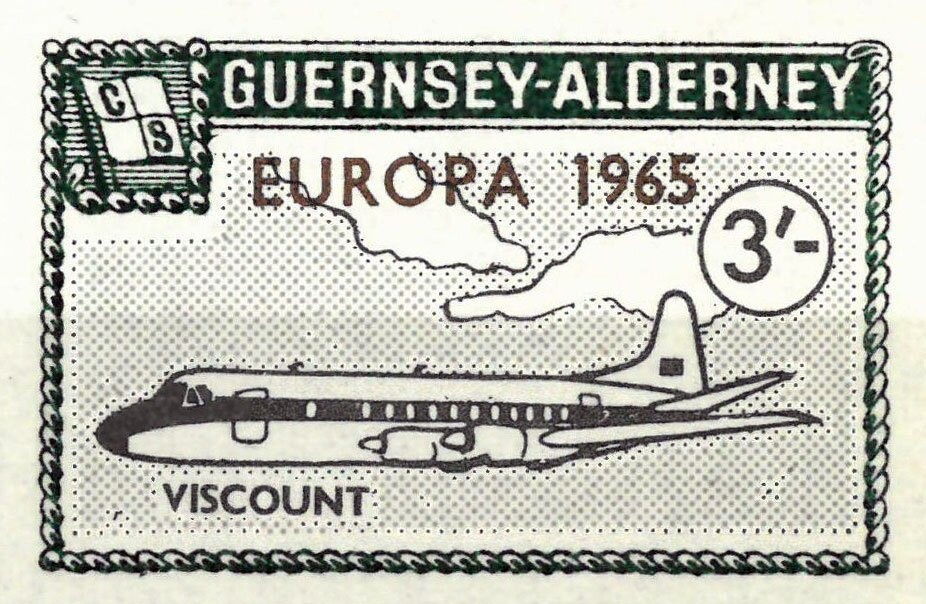 C
S
GUERNSEY-ALDERNEY
EUROPA 1965
3'-
VISCOUNT